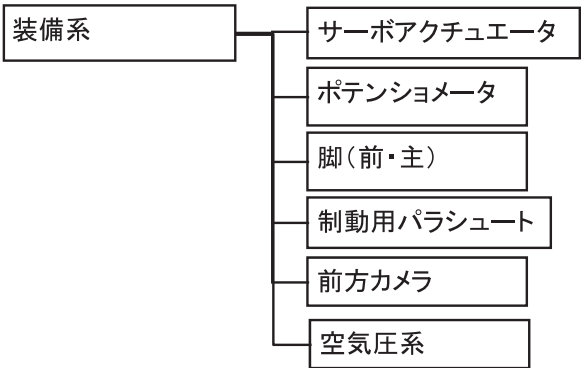 装備系
サーボアクチュエータ
ポテンショメータ
脚（前・主）
制動用パラシュート
前方カメラ
空気圧系